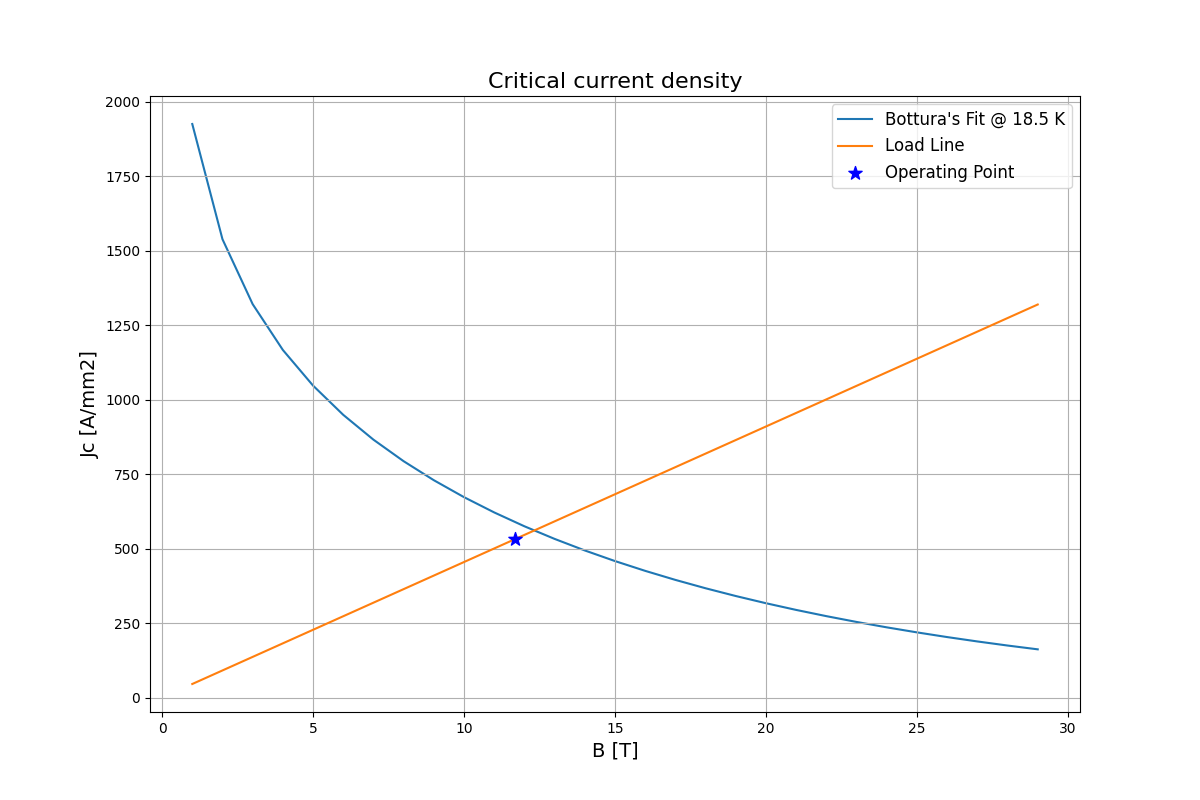 Critical current density
Bottura's Fit @ 18.5 K
Load Line
Operating Point
2000
1750
1500
1250
1000
750
500
250
0
Jc [A/mm2]
0 5 10 15 20 25 30
B [T]